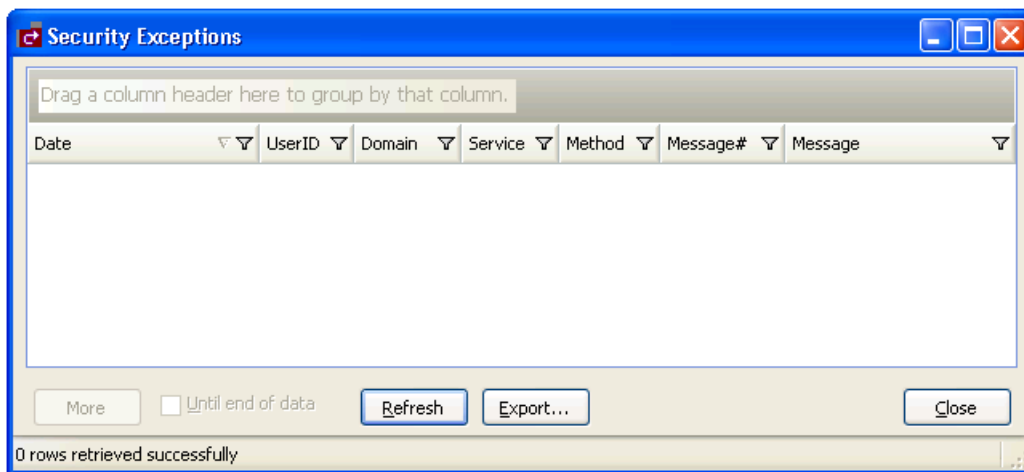 Security Exceptions
Drag a column header here to group by that column.
Date UserID Domain Service Method Message# Message
More Until end of data Refresh Export... Close
0 rows retrieved successfully